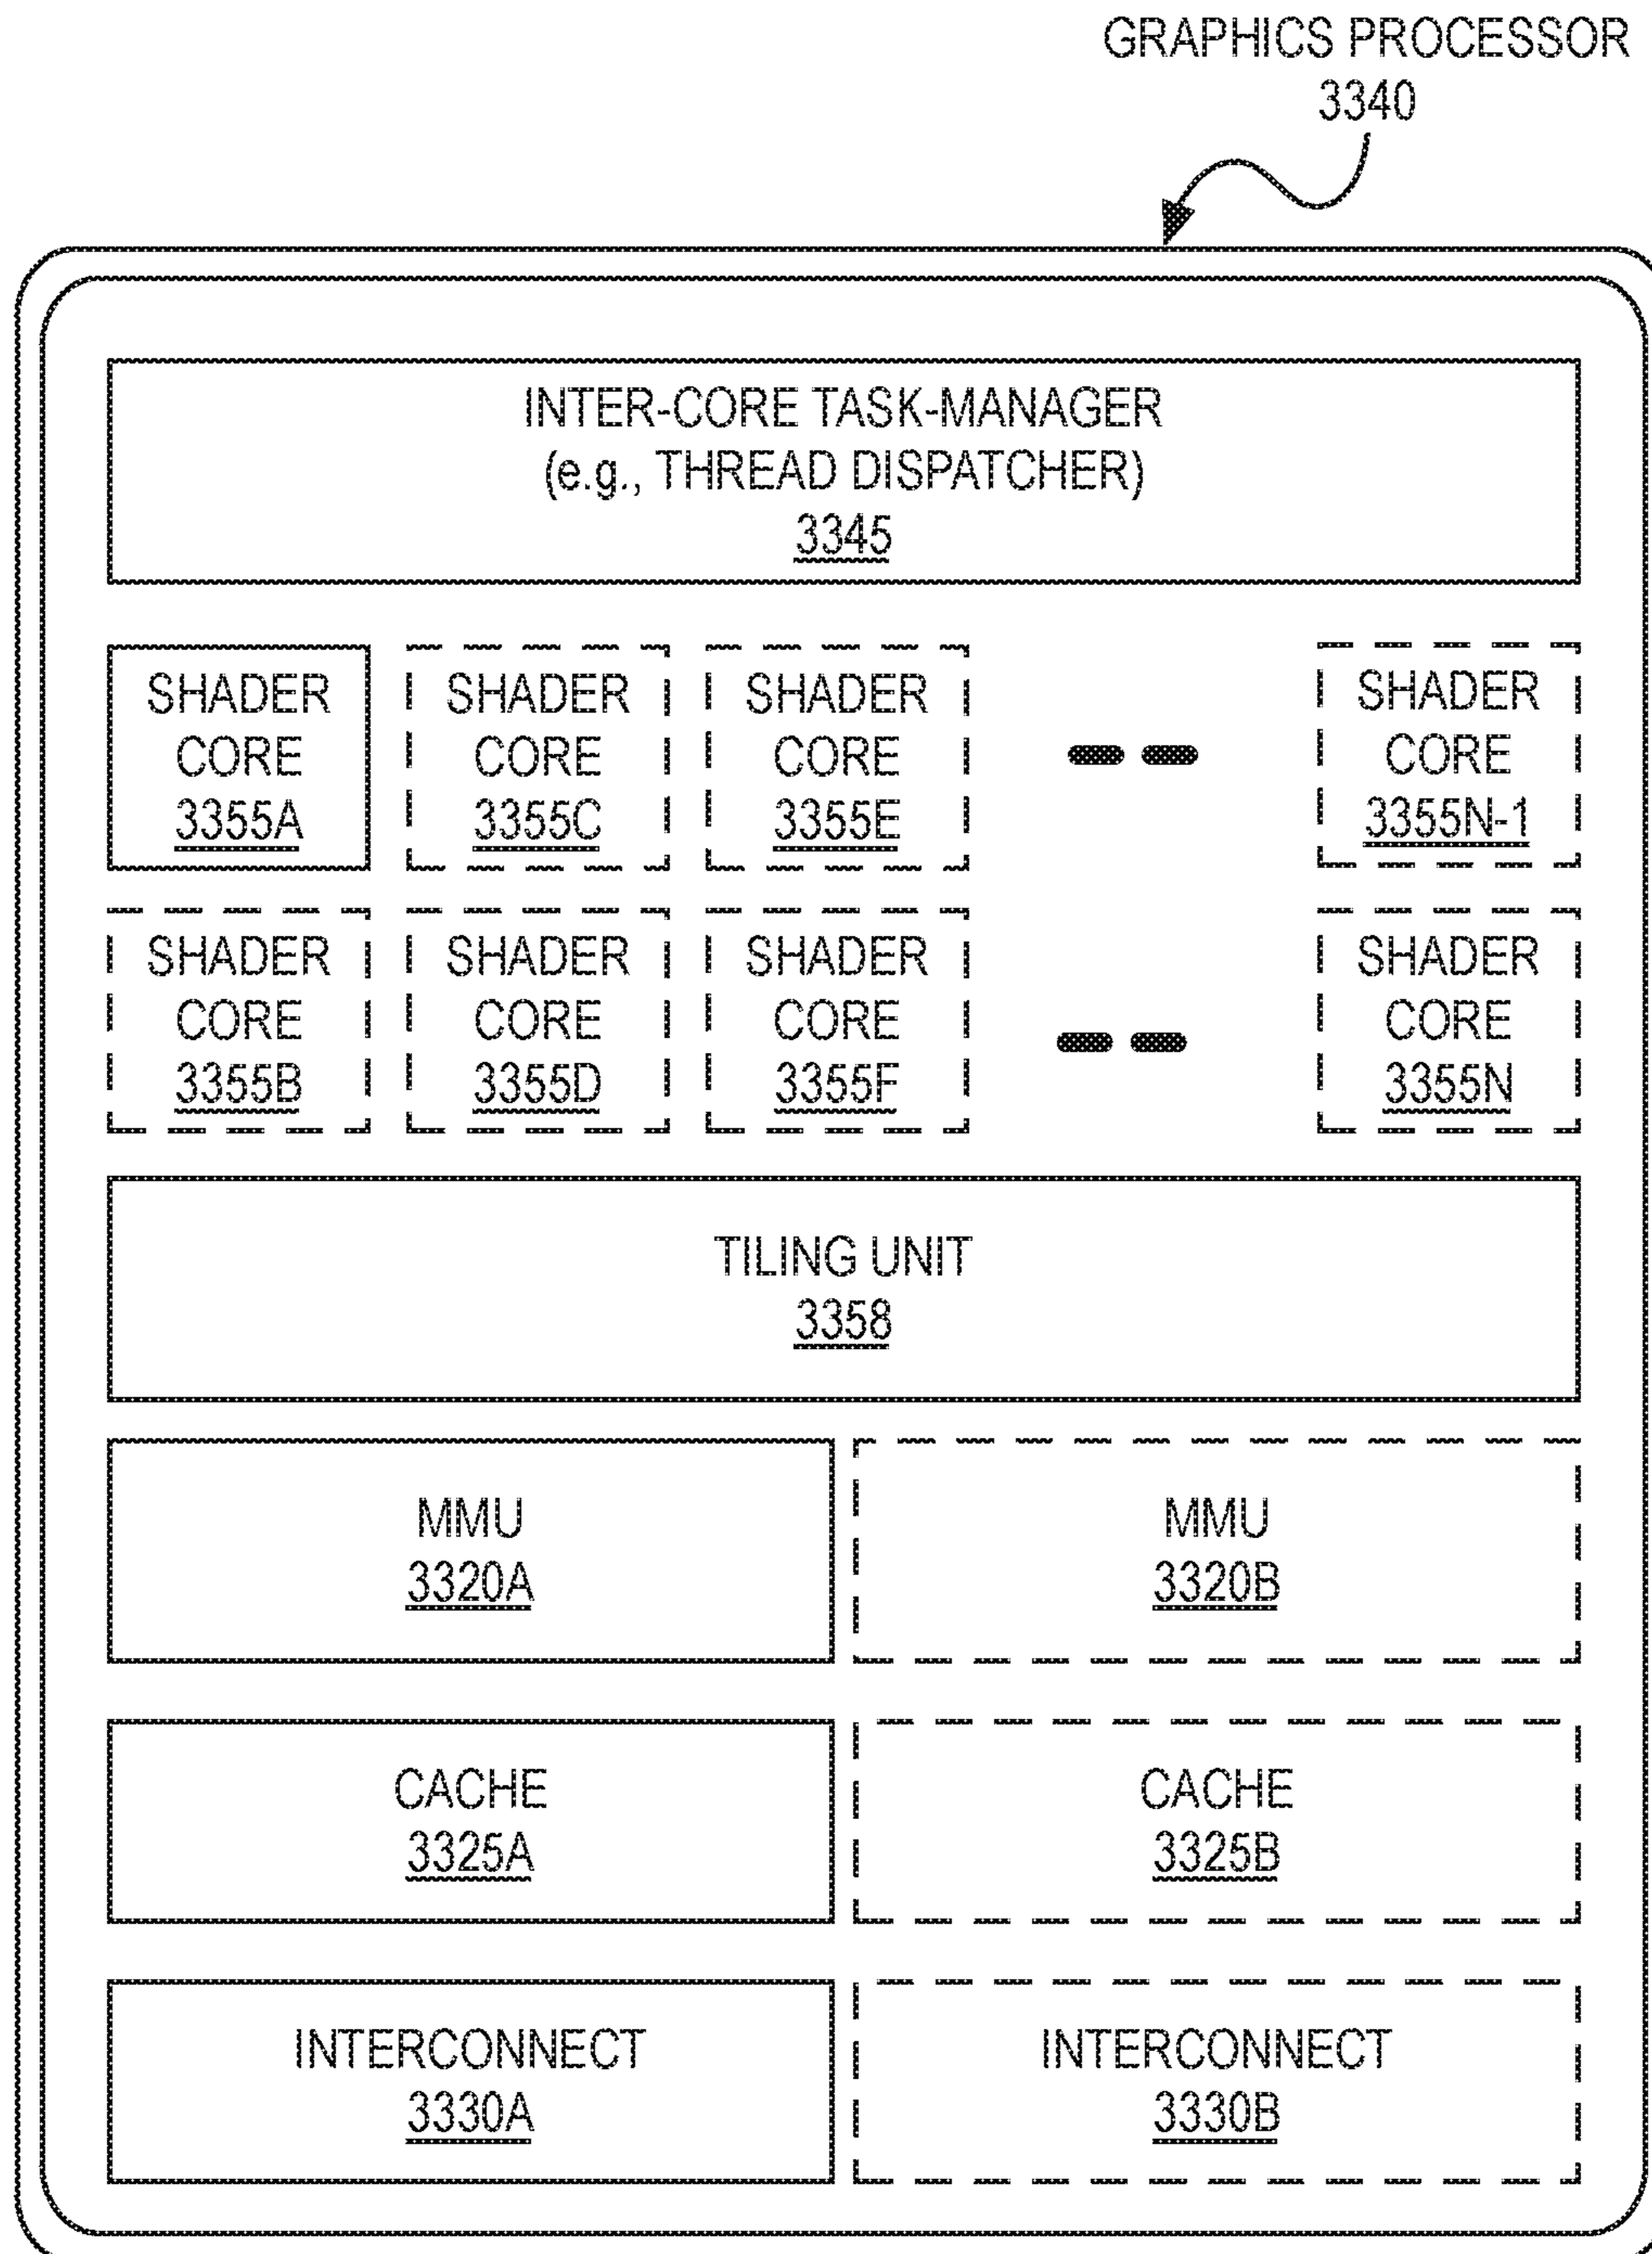 GRAPHICS PROCESSOR
3340
INTER-CORE TASK-MANAGER
(e.g., THREAD DISPATCHER)
3345
SHADER
CORE
3355A
SHADER
CORE
3355C
SHADER
CORE
3355E
SHADER
CORE
3355N-1
SHADER
CORE
3355B
SHADER
CORE
3355D
SHADER
CORE
3355F
SHADER
CORE
3355N
TILING UNIT
3358
MMU
3320A
MMU
3320B
CACHE
3325A
CACHE
3325B
INTERCONNECT
3330A
INTERCONNECT
3330B